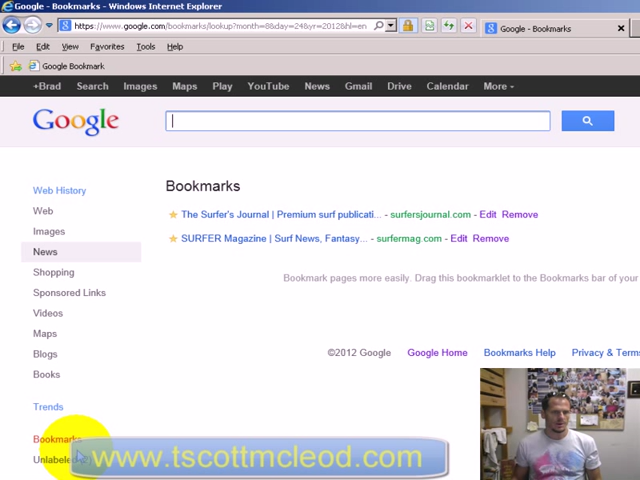 Google - Bookmarks - Windows Internet Explorer
https://www.google.com/bookmarks/lookup?month=8&day=24&yr=2012&hl=en
Google - Bookmarks
File Edit View Favorites Tools Help
Google Bookmark
+Brad Search Images Maps Play YouTube News Gmail Drive Calendar More
Google
Bookmarks
Web History
The Surfer's Journal | Premium surf publicati... - surfersjournal.com - Edit Remove
Web
Images
SURFER Magazine | Surf News, Fantasy... - surfermag.com - Edit Remove
News
Shopping
Bookmark pages more easily. Drag this bookmarklet to the Bookmarks bar of your
Sponsored Links
Videos
Maps
Blogs
©2012 Google Google Home Bookmarks Help Privacy & Terms
Books
Trends
Bookmarks
www.tscottmcleod.com